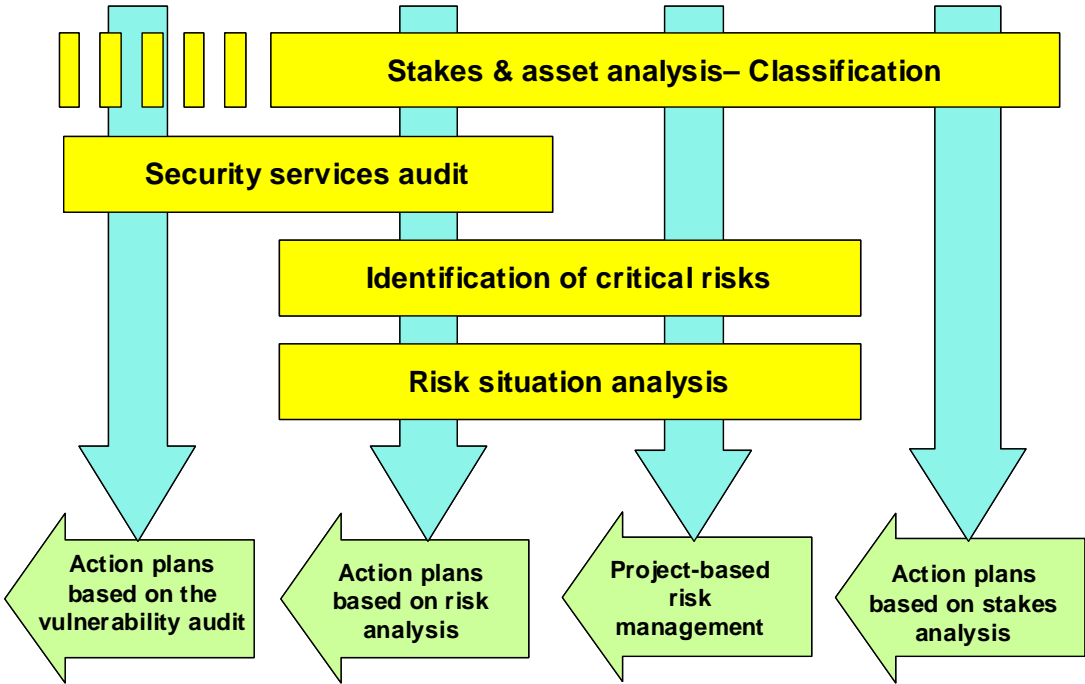 Stakes & asset analysis– Classification
Security services audit
Identification of critical risks
Risk situation analysis
Action plans
based on the
vulnerability audit
Action plans
based on risk
analysis
Project-based
risk
management
Action plans
based on stakes
analysis